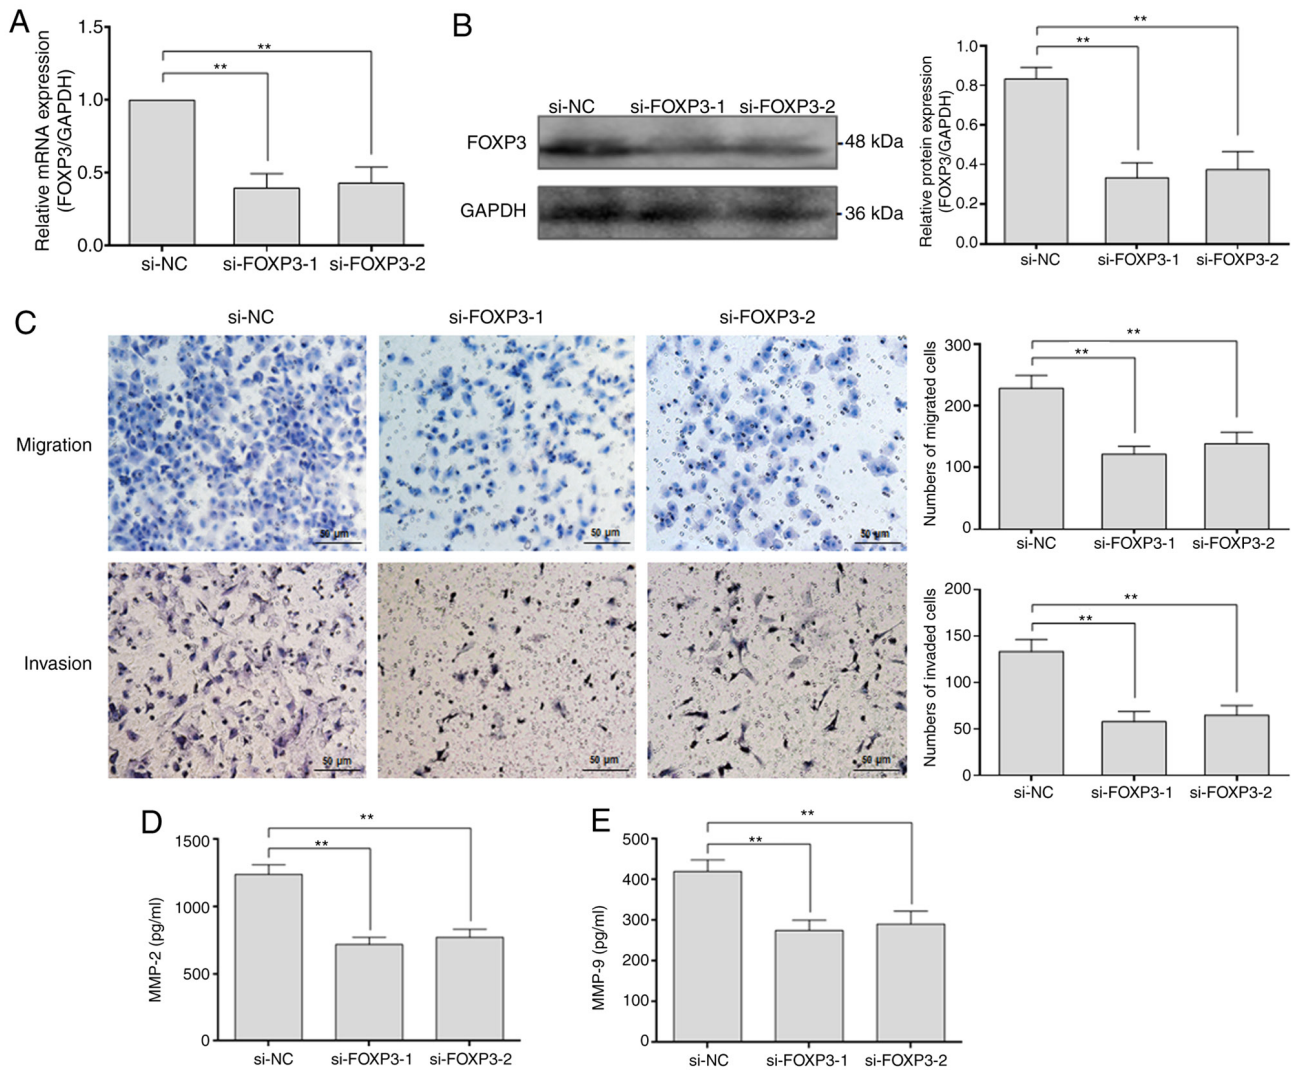 A
Relative mRNA expression
(FOXP3/GAPDH)
1.5
1.0
0.5
0.0
**
**
si-NC si-FOXP3-1 si-FOXP3-2
B
si-NC si-FOXP3-1 si-FOXP3-2
FOXP3
48 kDa
GAPDH
36 kDa
Relative protein expression
(FOXP3/GAPDH)
1.0
0.8
0.6
0.4
0.2
0.0
**
**
si-NC si-FOXP3-1 si-FOXP3-2
C
si-NC si-FOXP3-1 si-FOXP3-2
Migration
50 μm
50 μm
50 μm
Numbers of migrated cells
300
200
100
0
**
**
si-NC si-FOXP3-1 si-FOXP3-2
Invasion
50 μm
50 μm
50 μm
Numbers of invaded cells
200
150
100
50
0
**
**
si-NC si-FOXP3-1 si-FOXP3-2
D
MMP-2 (pg/ml)
1500
1000
500
0
**
**
si-NC si-FOXP3-1 si-FOXP3-2
E
MMP-9 (pg/ml)
500
400
300
200
100
0
**
**
si-NC si-FOXP3-1 si-FOXP3-2